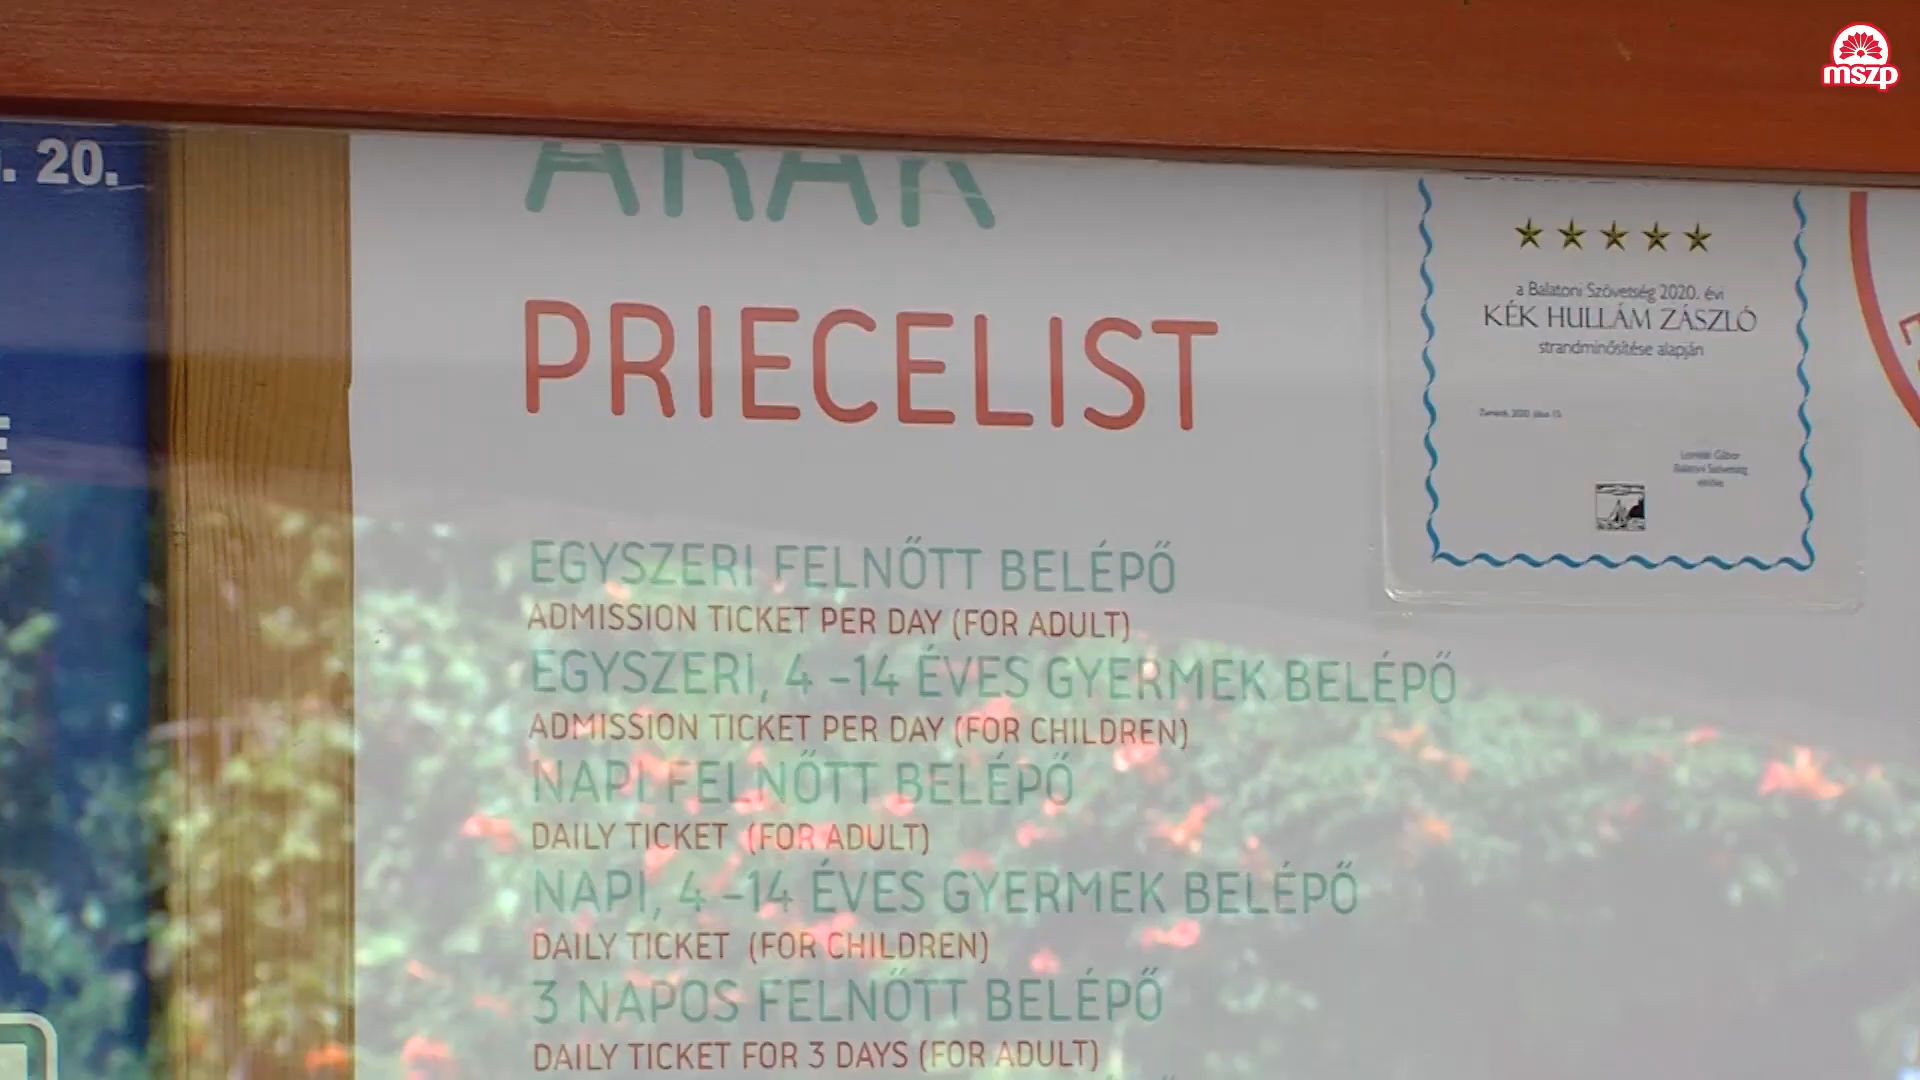 mszp
. 20.
ÁRAK
PRIECELIST
a Balatoni Szövetség 2020. évi
KÉK HULLÁM ZÁSZLÓ
strandminősítése alapján
EGYSZERI FELNŐTT BELÉPŐ
ADMISSION TICKET PER DAY (FOR ADULT)
EGYSZERI, 4 -14 ÉVES GYERMEK BELÉPŐ
ADMISSION TICKET PER DAY (FOR CHILDREN)
NAPI FELNŐTT BELÉPŐ
DAILY TICKET (FOR ADULT)
NAPI, 4 -14 ÉVES GYERMEK BELÉPŐ
DAILY TICKET (FOR CHILDREN)
3 NAPOS FELNŐTT BELÉPŐ
DAILY TICKET FOR 3 DAYS (FOR ADULT)